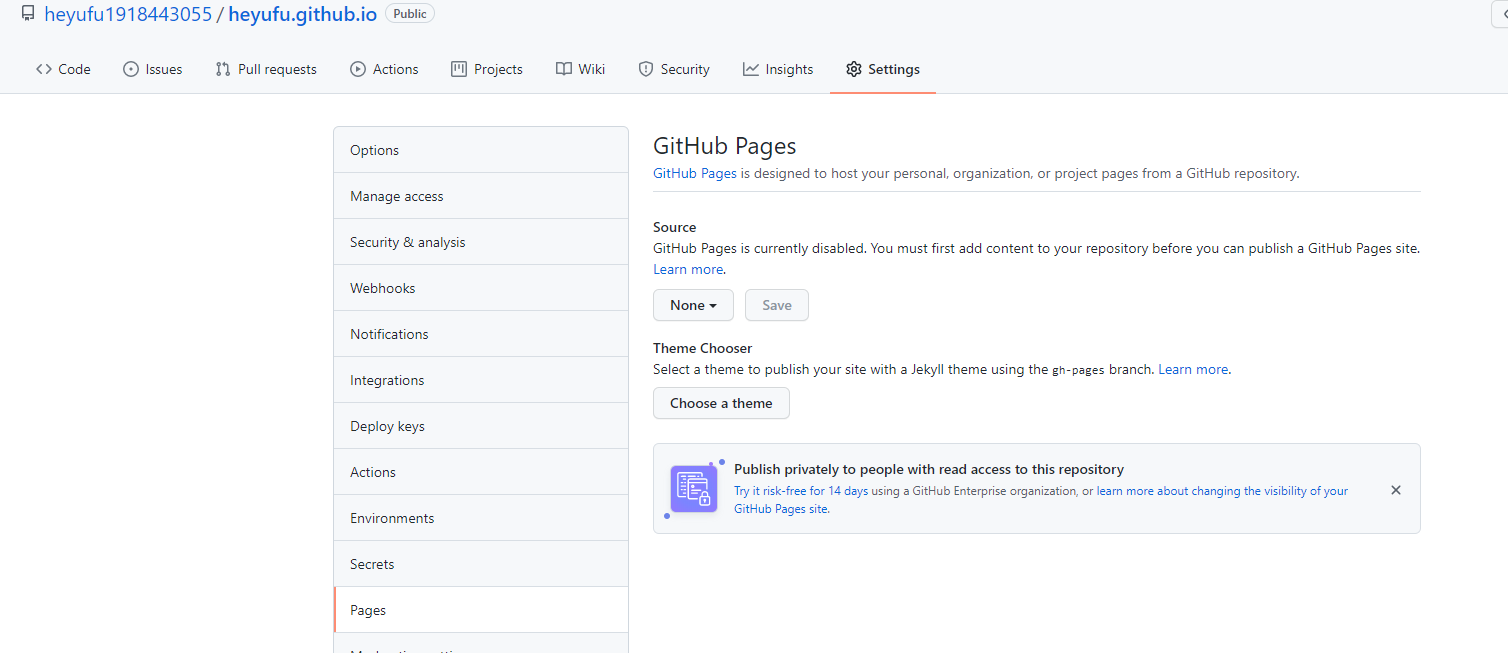 heyufu1918443055 / heyufu.github.io Public
Code Issues Pull requests Actions Projects Wiki Security Insights Settings
Options
Manage access
Security & analysis
Webhooks
Notifications
Integrations
Deploy keys
Actions
Environments
Secrets
Pages
GitHub Pages
GitHub Pages is designed to host your personal, organization, or project pages from a GitHub repository.
Source
GitHub Pages is currently disabled. You must first add content to your repository before you can publish a GitHub Pages site.
Learn more.
None Save
Theme Chooser
Select a theme to publish your site with a Jekyll theme using the gh-pages branch. Learn more.
Choose a theme
Publish privately to people with read access to this repository
Try it risk-free for 14 days using a GitHub Enterprise organization, or learn more about changing the visibility of your
GitHub Pages site.